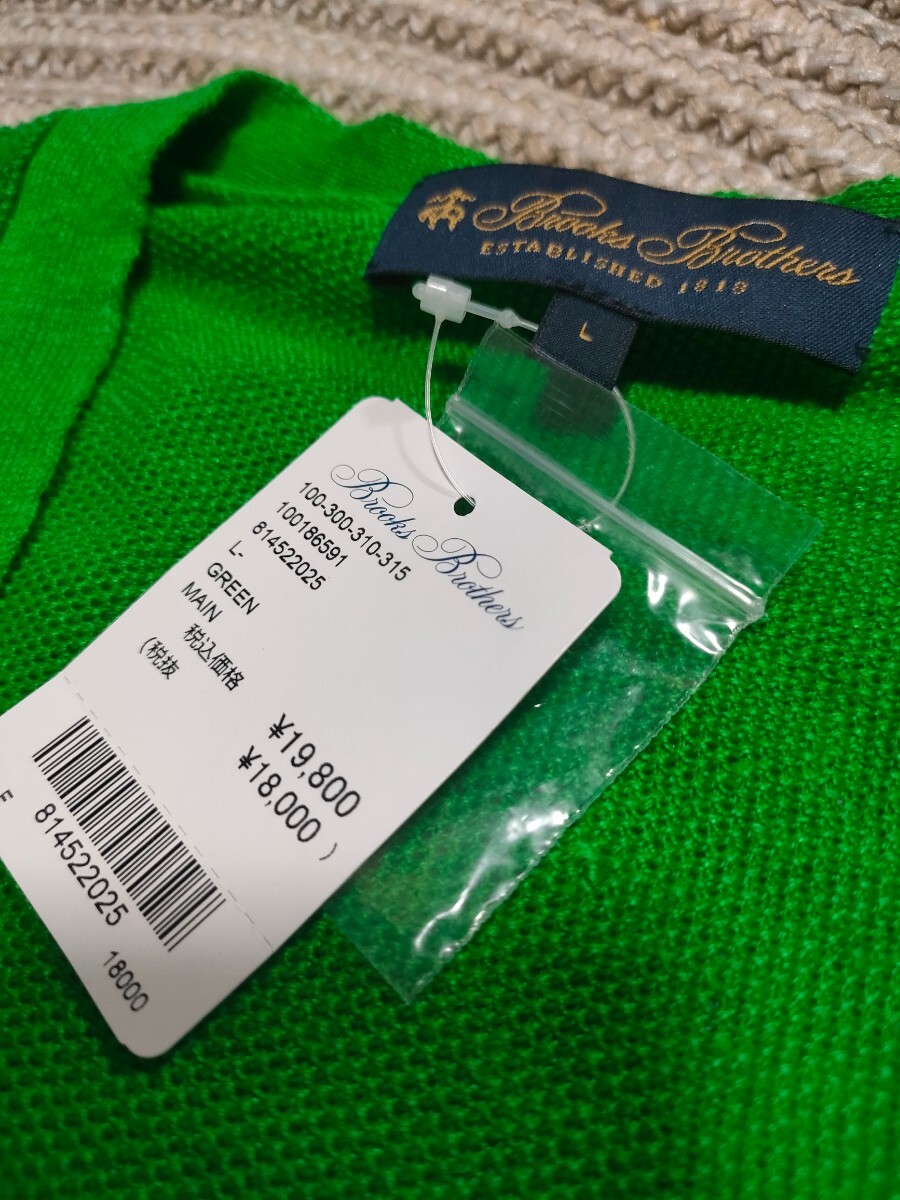 Brooks Brothers
ESTABLISHED 1818
L
Brooks Brothers
100-300-310-315
100186591
814522025
L-
GREEN
MAIN
税込価格 ¥19,800
(税抜 ¥18,000 )
814522025
18000